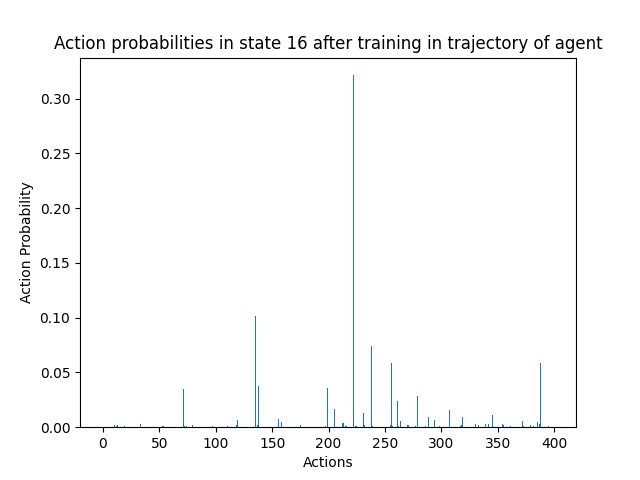 Action probabilities in state 16 after training in trajectory of agent
0.30
0.25
0.20
0.15
0.10
0.05
0.00
Action Probability
0 50 100 150 200 250 300 350 400
Actions